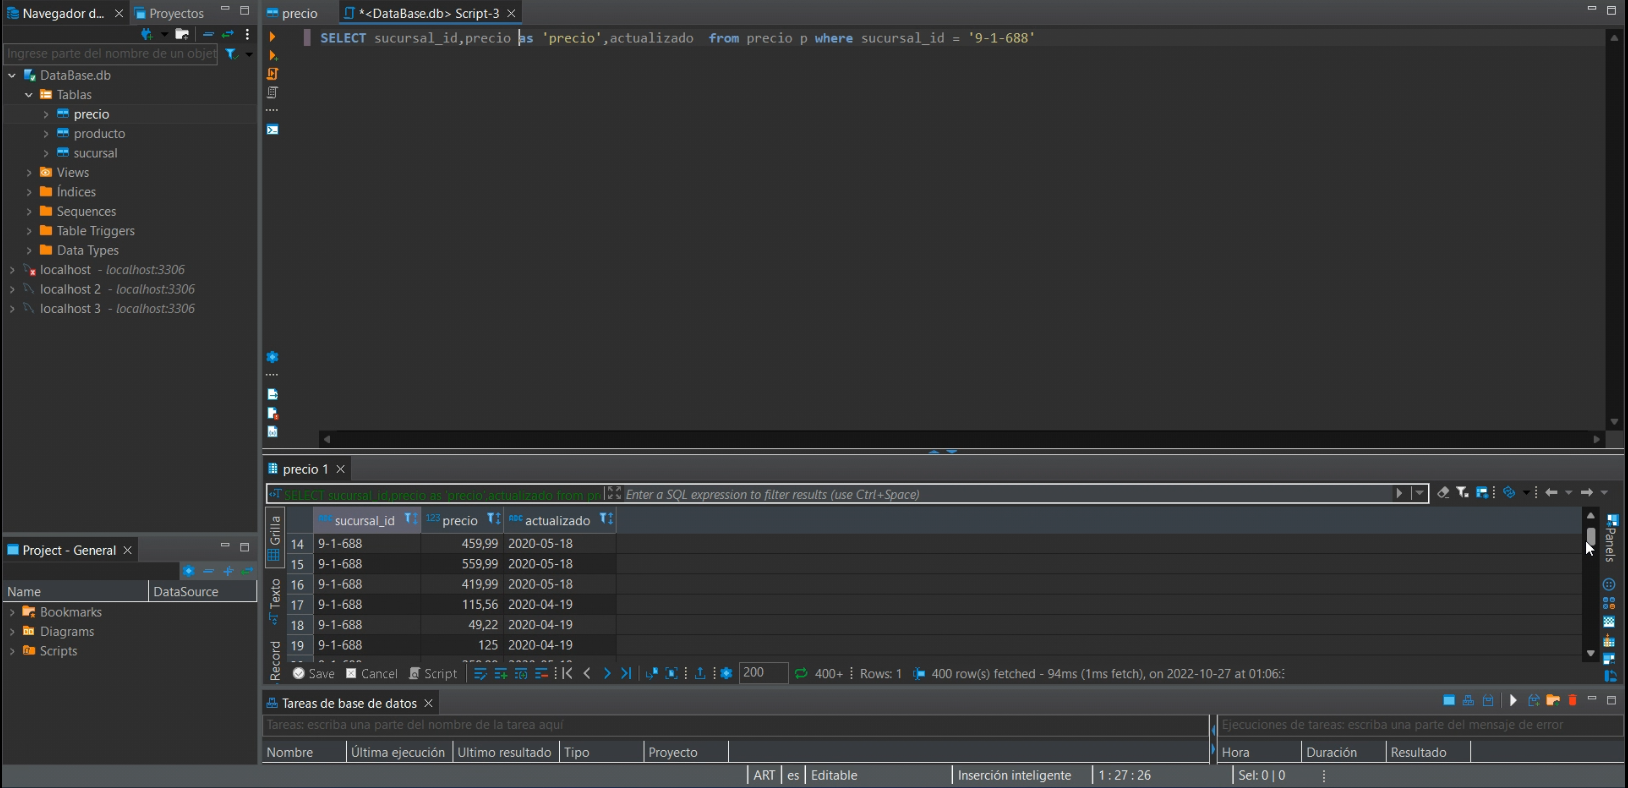 Navegador d...
Proyectos
precio
*<DataBase.db> Script-3
Ingrese parte del nombre de un objet
SELECT sucursal_id,precio as 'precio',actualizado from precio p where sucursal_id = '9-1-688'
DataBase.db
Tablas
precio
producto
sucursal
Views
Índices
Sequences
Table Triggers
Data Types
localhost - localhost:3306
localhost 2 - localhost:3306
localhost 3 - localhost:3306
Project - General
Name DataSource
Bookmarks
Diagrams
Scripts
precio 1
SELECT sucursal_id,precio as 'precio',actualizado from pr
Enter a SQL expression to filter results (use Ctrl+Space)
Grilla
Texto
Record
Panels
sucursal_id 123 precio ABC actualizado
14 9-1-688 459,99 2020-05-18
15 9-1-688 559,99 2020-05-18
16 9-1-688 419,99 2020-05-18
17 9-1-688 115,56 2020-04-19
18 9-1-688 49,22 2020-04-19
19 9-1-688 125 2020-04-19
Save Cancel Script 200 400+ Rows: 1 400 row(s) fetched - 94ms (1ms fetch), on 2022-10-27 at 01:06:
Tareas de base de datos
Tareas: escriba una parte del nombre de la tarea aquí
Ejecuciones de tareas: escriba una parte del mensaje de error
Nombre Última ejecución Ultimo resultado Tipo Proyecto
Hora Duración Resultado
ART es Editable Inserción inteligente 1 : 27 : 26 Sel: 0 | 0